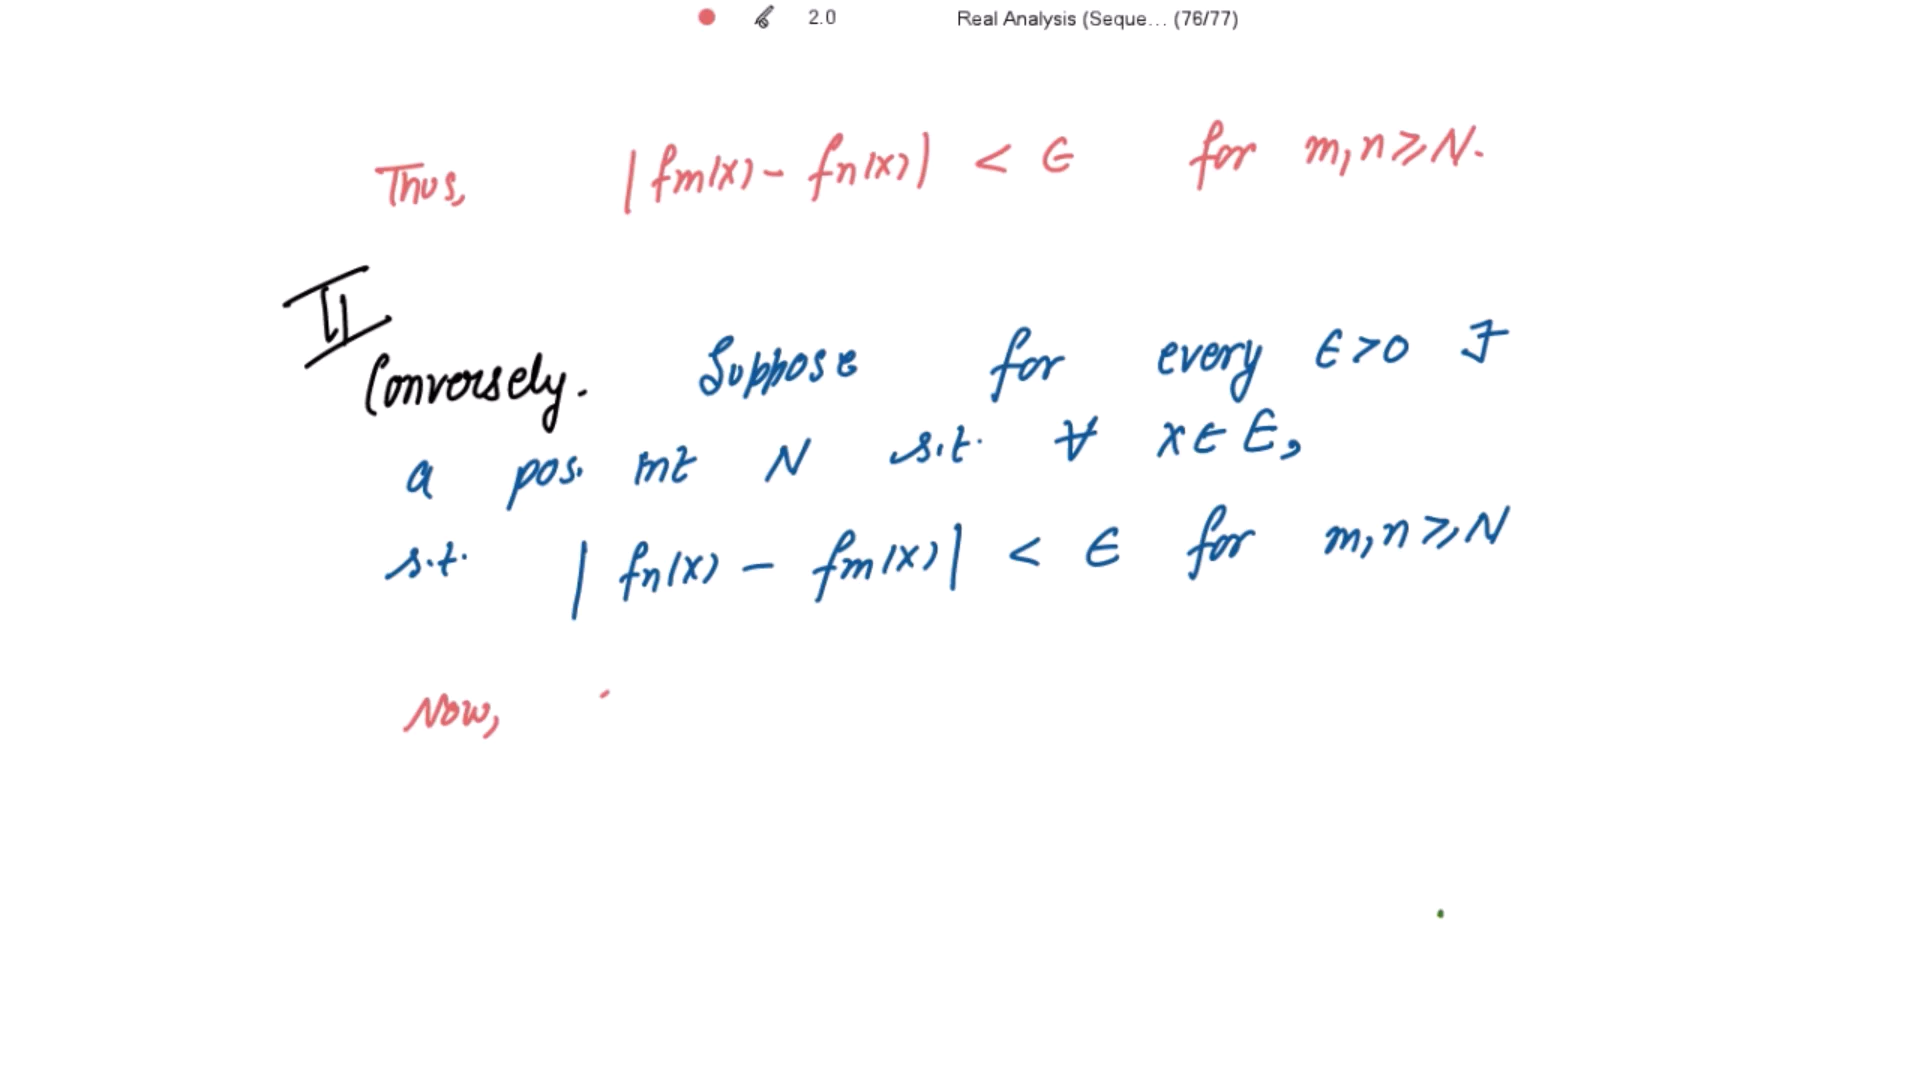 2.0 Real Analysis (Seque... (76/77)
Thus, |fm(x) - fn(x)| < ∈ for m,n ≥ N.
II
Conversely. Suppose for every ∈>0 ∃
a pos. int N s.t. ∀ x∈E,
s.t. |fn(x) - fm(x)| < ∈ for m,n ≥ N
Now,